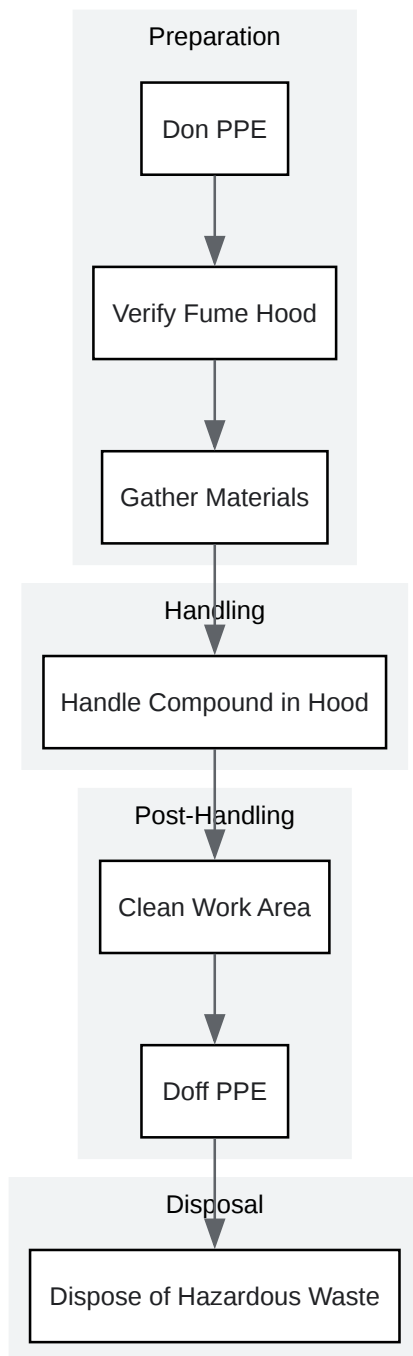 Preparation
Don PPE
Verify Fume Hood
Gather Materials
Handling
Handle Compound in Hood
Post-Handling
Clean Work Area
Doff PPE
Disposal
Dispose of Hazardous Waste